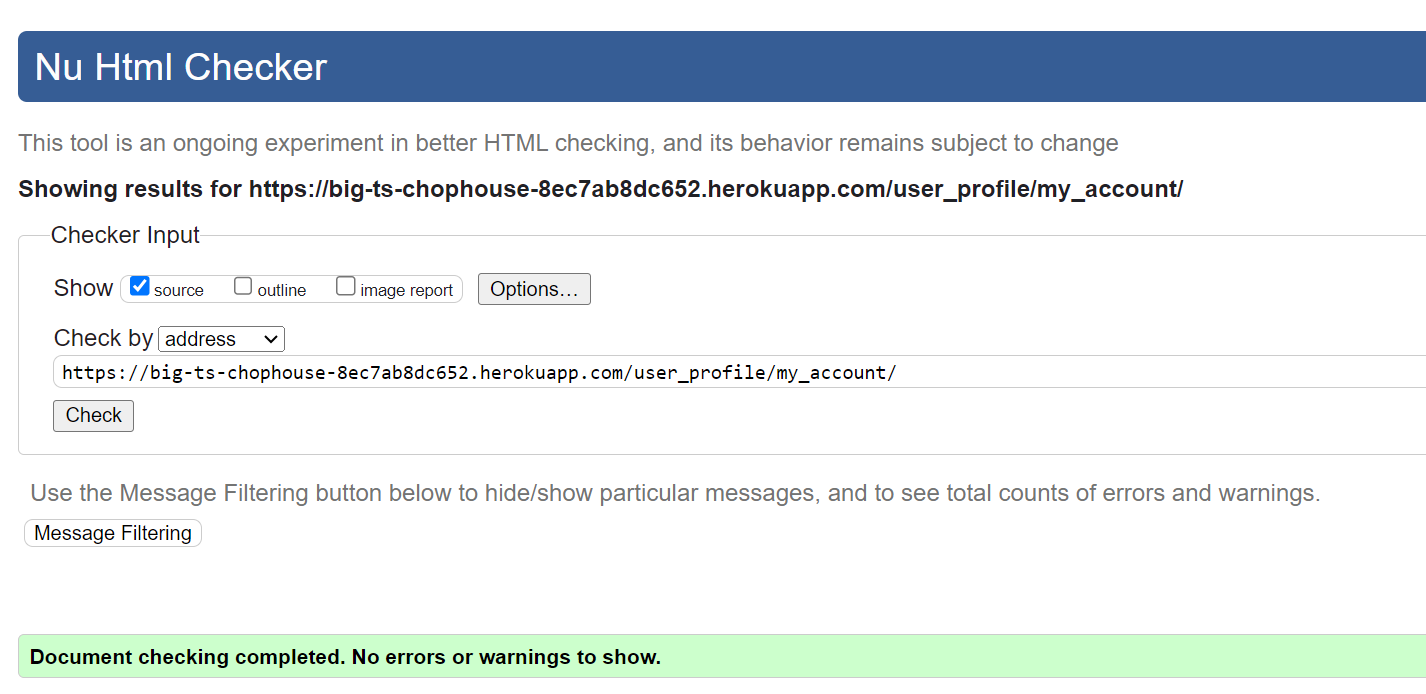 Nu Html Checker
This tool is an ongoing experiment in better HTML checking, and its behavior remains subject to change
Showing results for https://big-ts-chophouse-8ec7ab8dc652.herokuapp.com/user_profile/my_account/
Checker Input
Show source outline image report Options...
Check by address
https://big-ts-chophouse-8ec7ab8dc652.herokuapp.com/user_profile/my_account/
Check
Use the Message Filtering button below to hide/show particular messages, and to see total counts of errors and warnings.
Message Filtering
Document checking completed. No errors or warnings to show.